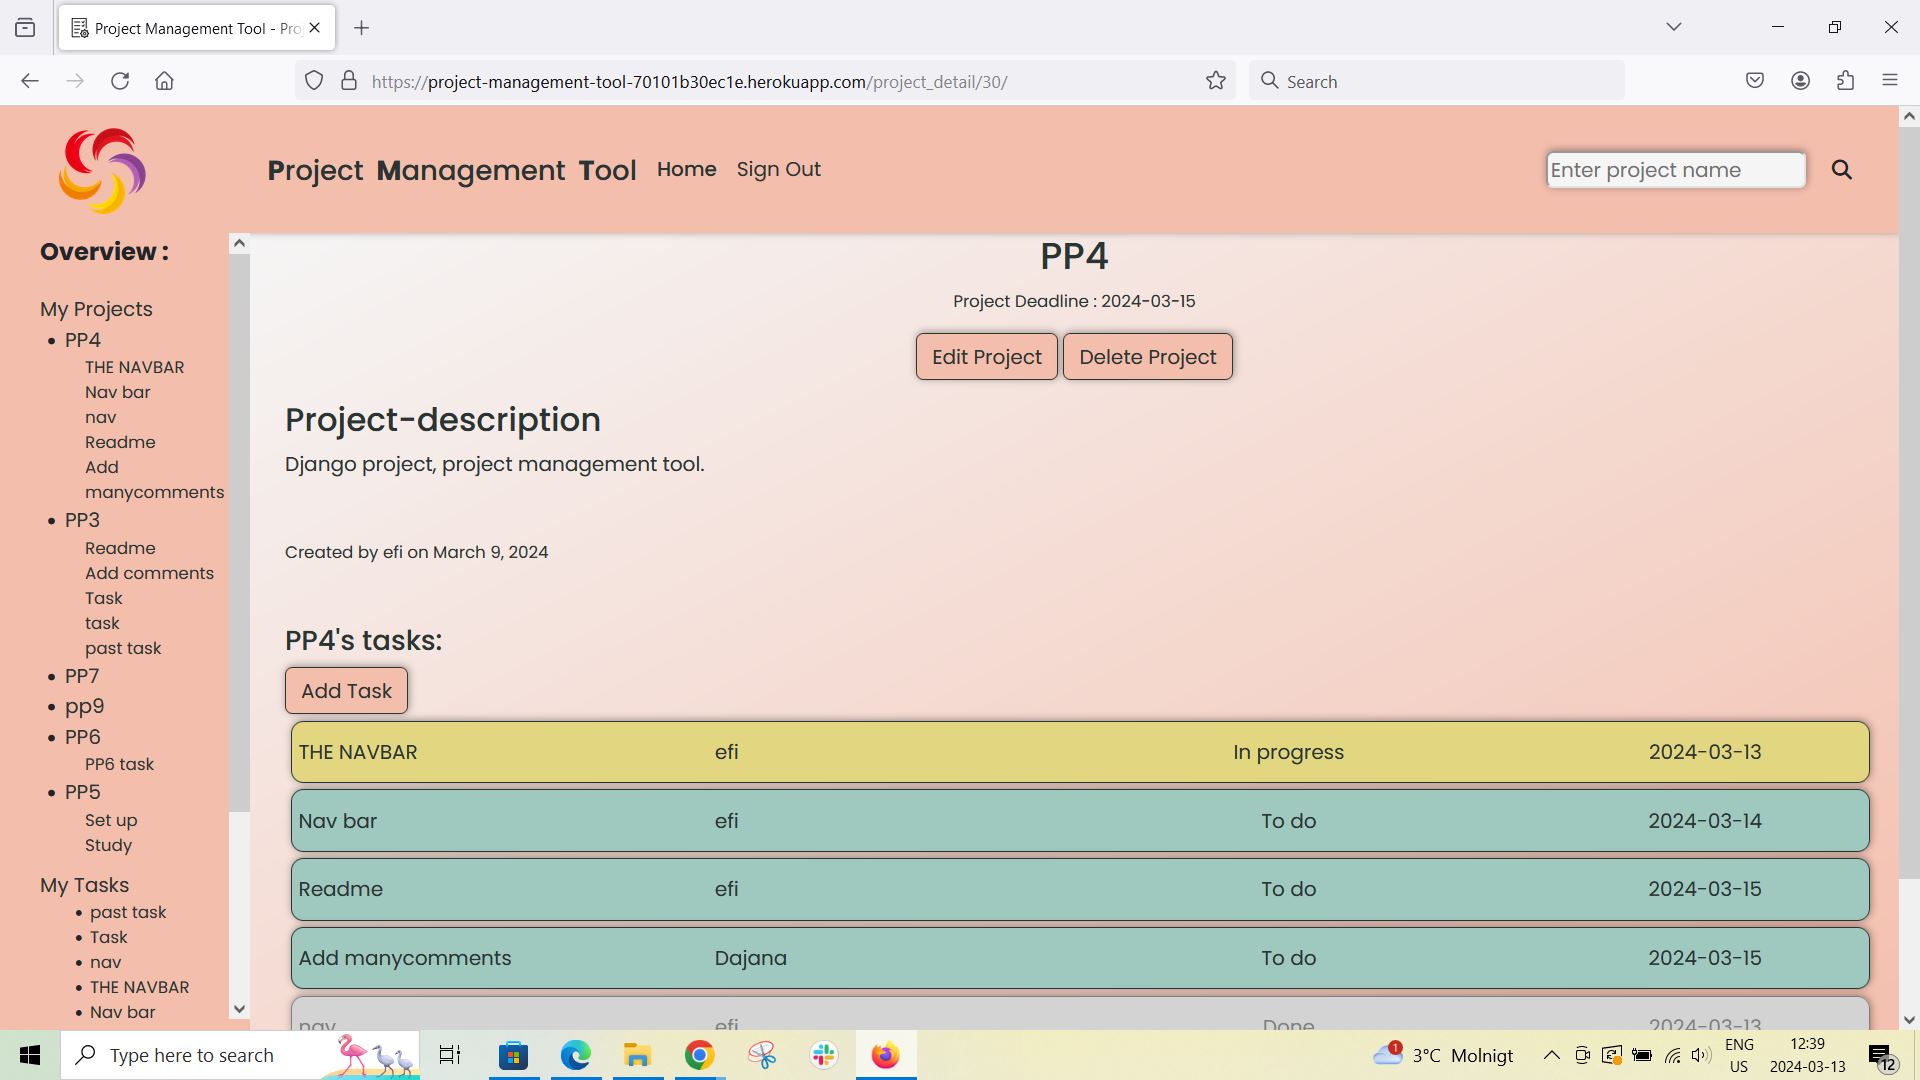 Project Management Tool - Pro
https://project-management-tool-70101b30ec1e.herokuapp.com/project_detail/30/
Search
Project Management Tool
Home
Sign Out
Enter project name
Overview :
My Projects
PP4
THE NAVBAR
Nav bar
nav
Readme
Add
manycomments
PP3
Readme
Add comments
Task
task
past task
PP7
pp9
PP6
PP6 task
PP5
Set up
Study
My Tasks
past task
Task
nav
THE NAVBAR
Nav bar
PP4
Project Deadline : 2024-03-15
Edit Project
Delete Project
Project-description
Django project, project management tool.
Created by efi on March 9, 2024
PP4's tasks:
Add Task
THE NAVBAR efi In progress 2024-03-13
Nav bar efi To do 2024-03-14
Readme efi To do 2024-03-15
Add manycomments Dajana To do 2024-03-15
nav efi Done 2024-03-13
Type here to search
1
3°C Molnigt
ENG
US
12:39
2024-03-13
12